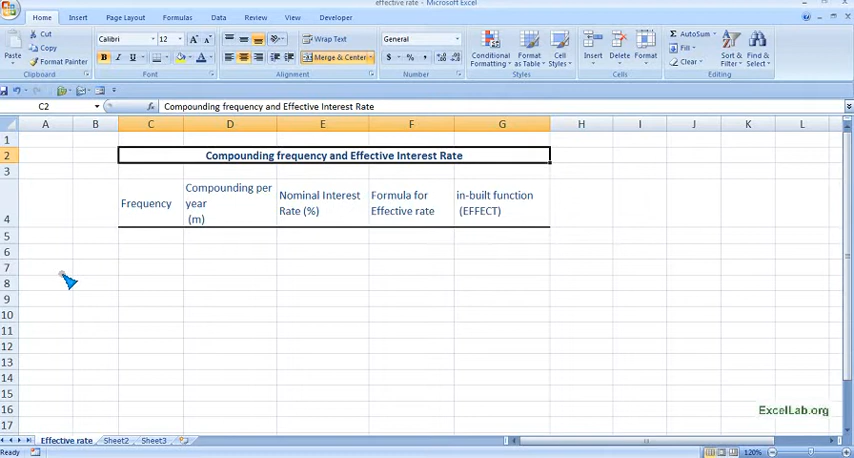 effective rate - Microsoft Excel
Home Insert Page Layout Formulas Data Review View Developer
Cut
Copy
Format Painter
Paste
Clipboard
Calibri 12
B I U
Font
Wrap Text
Merge & Center
Alignment
General
$ % ,
Number
Conditional Formatting
Format as Table
Cell Styles
Styles
Insert Delete Format
Cells
Σ AutoSum
Fill
Clear
Sort & Filter
Find & Select
Editing
C2 fx Compounding frequency and Effective Interest Rate
A B C D E F G H I J K L
1
2 Compounding frequency and Effective Interest Rate
3
4 Frequency
Compounding per year (m)
Nominal Interest Rate (%)
Formula for Effective rate
in-built function (EFFECT)
5
6
7
8
9
10
11
12
13
14
15
16
17
ExcelLab.org
Effective rate Sheet2 Sheet3
Ready 120%